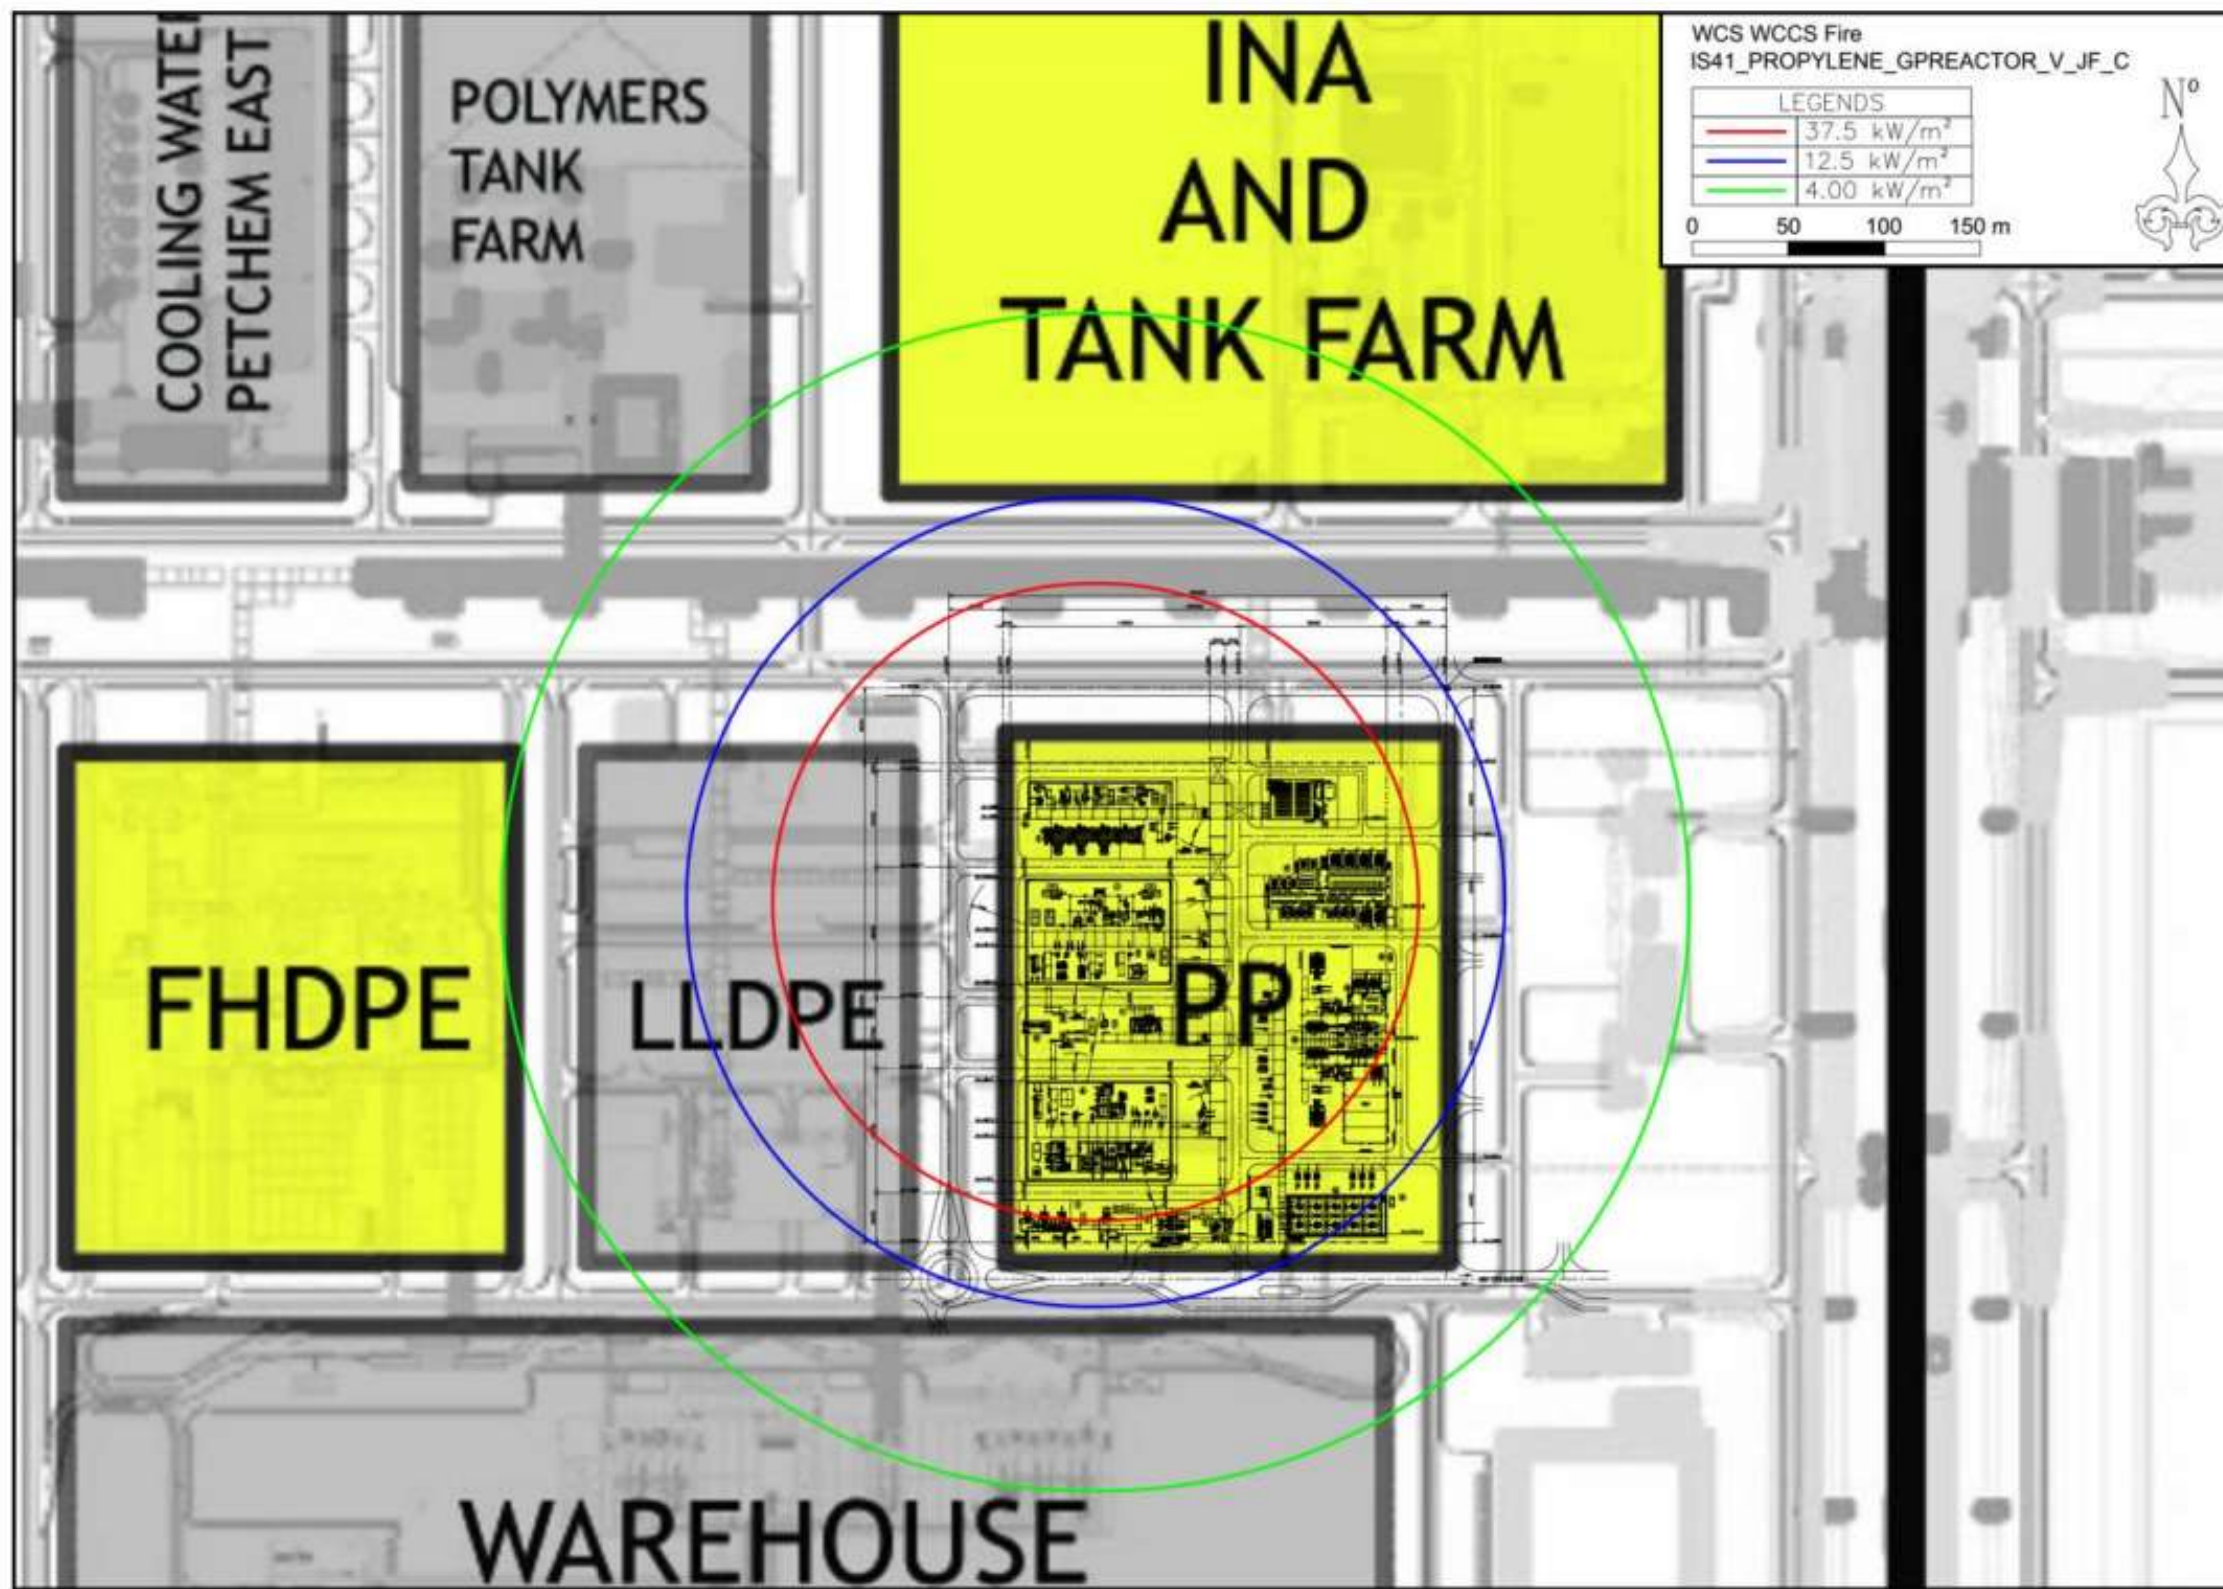 COOLING WATER
PETCHEM EAST
POLYMERS
TANK
FARM
INA
AND
TANK FARM
WCS WCCS Fire
IS41_PROPYLENE_GPREACTOR_V_JF_C
LEGENDS
37.5 kW/m²
12.5 kW/m²
4.00 kW/m²
0 50 100 150 m
N°
FHDPE
LLDPE
PP
WAREHOUSE